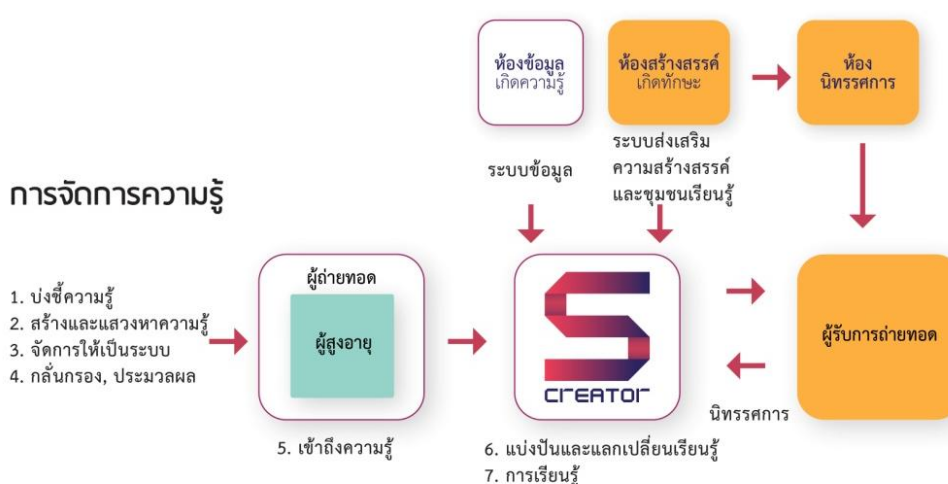 ห้องข้อมูล
เกิดความรู้
ห้องสร้างสรรค์
เกิดทักษะ
ห้อง
นิทรรศการ
ระบบข้อมูล
ระบบส่งเสริม
ความสร้างสรรค์
และชุมชนเรียนรู้
การจัดการความรู้
1. บ่งชี้ความรู้
2. สร้างและแสวงหาความรู้
3. จัดการให้เป็นระบบ
4. กลั่นกรอง, ประมวลผล
ผู้ถ่ายทอด
ผู้สูงอายุ
5. เข้าถึงความรู้
S
CrEATOr
6. แบ่งปันและแลกเปลี่ยนเรียนรู้
7. การเรียนรู้
ผู้รับการถ่ายทอด
นิทรรศการ